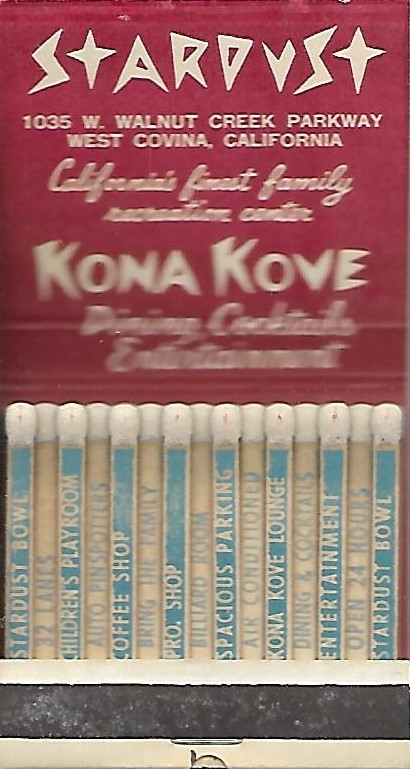 STARDUST
1035 W. WALNUT CREEK PARKWAY
WEST COVINA, CALIFORNIA
California's finest family
recreation center
KONA KOVE
Dining Cocktails
Entertainment
STARDUST BOWL
32 LANES
CHILDREN'S PLAYROOM
COFFEE SHOP
BRING THE FAMILY
PRO. SHOP
BILLIARD ROOM
SPACIOUS PARKING
AIR CONDITIONED
KONA KOVE LOUNGE
DINING & COCKTAILS
ENTERTAINMENT
OPEN 24 HOURS
STARDUST BOWL